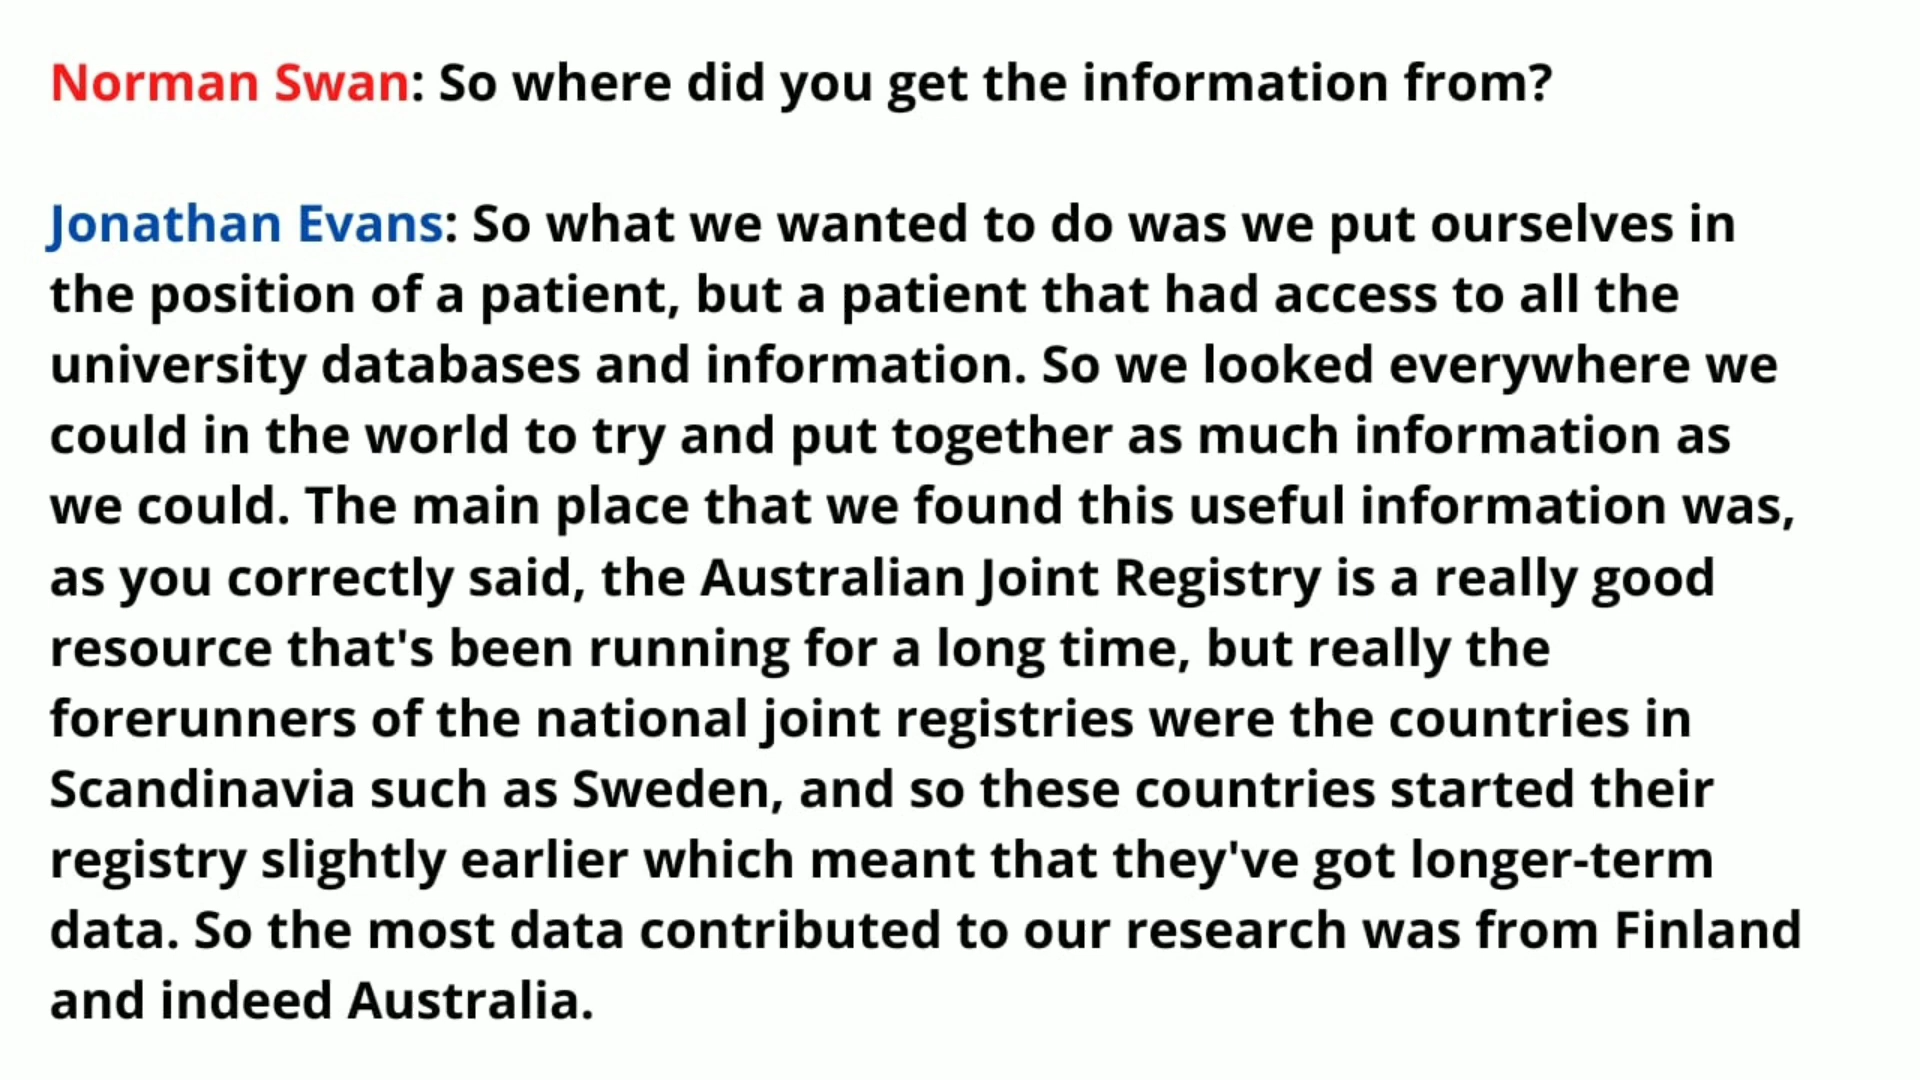 Norman Swan: So where did you get the information from?
Jonathan Evans: So what we wanted to do was we put ourselves in
the position of a patient, but a patient that had access to all the
university databases and information. So we looked everywhere we
could in the world to try and put together as much information as
we could. The main place that we found this useful information was,
as you correctly said, the Australian Joint Registry is a really good
resource that's been running for a long time, but really the
forerunners of the national joint registries were the countries in
Scandinavia such as Sweden, and so these countries started their
registry slightly earlier which meant that they've got longer-term
data. So the most data contributed to our research was from Finland
and indeed Australia.